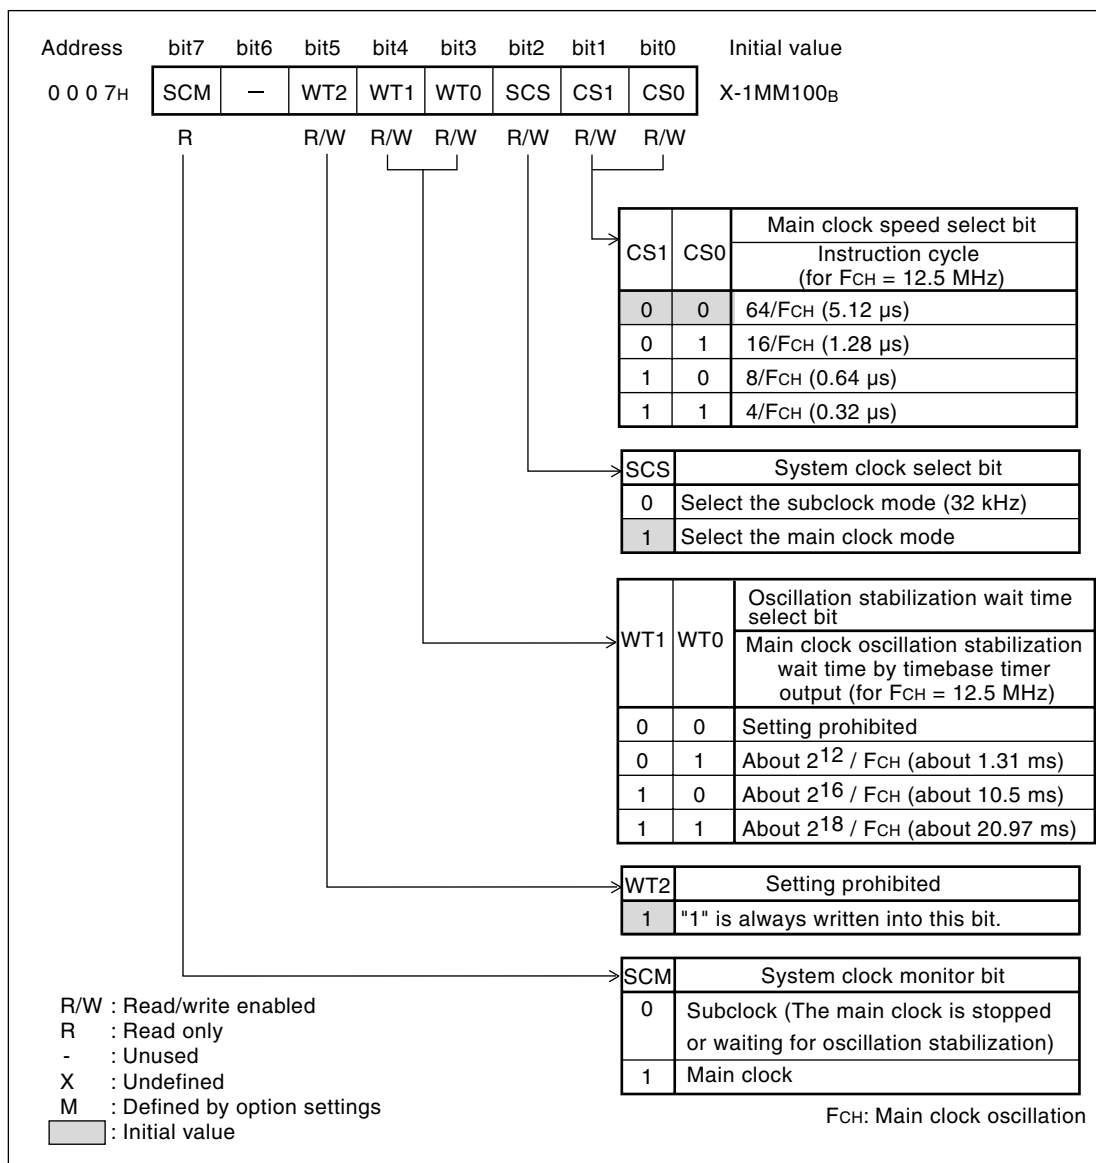 Address bit7 bit6 bit5 bit4 bit3 bit2 bit1 bit0 Initial value
0 0 0 7H SCM — WT2 WT1 WT0 SCS CS1 CS0 X-1MM100B
R R/W R/W R/W R/W R/W R/W
CS1 CS0 Main clock speed select bit
Instruction cycle
(for FCH = 12.5 MHz)
0 0 64/FCH (5.12 µs)
0 1 16/FCH (1.28 µs)
1 0 8/FCH (0.64 µs)
1 1 4/FCH (0.32 µs)
SCS System clock select bit
0 Select the subclock mode (32 kHz)
1 Select the main clock mode
WT1 WT0 Oscillation stabilization wait time
select bit
Main clock oscillation stabilization
wait time by timebase timer
output (for FCH = 12.5 MHz)
0 0 Setting prohibited
0 1 About 2^12 / FCH (about 1.31 ms)
1 0 About 2^16 / FCH (about 10.5 ms)
1 1 About 2^18 / FCH (about 20.97 ms)
WT2 Setting prohibited
1 "1" is always written into this bit.
SCM System clock monitor bit
0 Subclock (The main clock is stopped
or waiting for oscillation stabilization)
1 Main clock
R/W : Read/write enabled
R : Read only
- : Unused
X : Undefined
M : Defined by option settings
: Initial value
FCH: Main clock oscillation